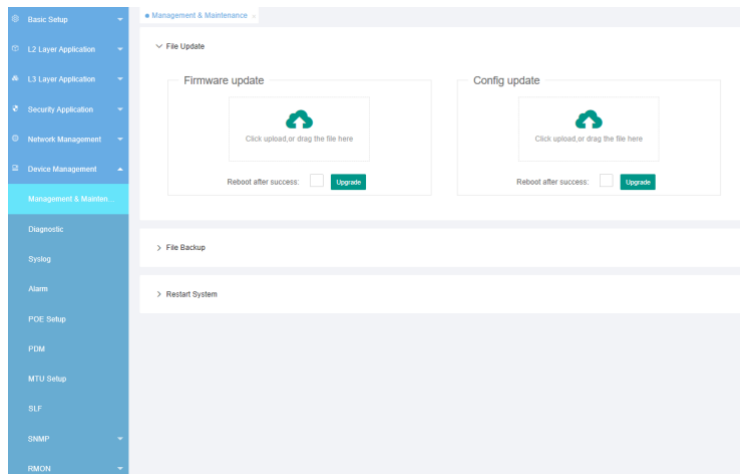 Basic Setup
L2 Layer Application
L3 Layer Application
Security Application
Network Management
Device Management
Management & Mainten...
Diagnostic
Syslog
Alarm
POE Setup
PDM
MTU Setup
SLF
SNMP
RMON
Management & Maintenance
File Update
Firmware update
Click upload,or drag the file here
Reboot after success:
Upgrade
Config update
Click upload,or drag the file here
Reboot after success:
Upgrade
File Backup
Restart System